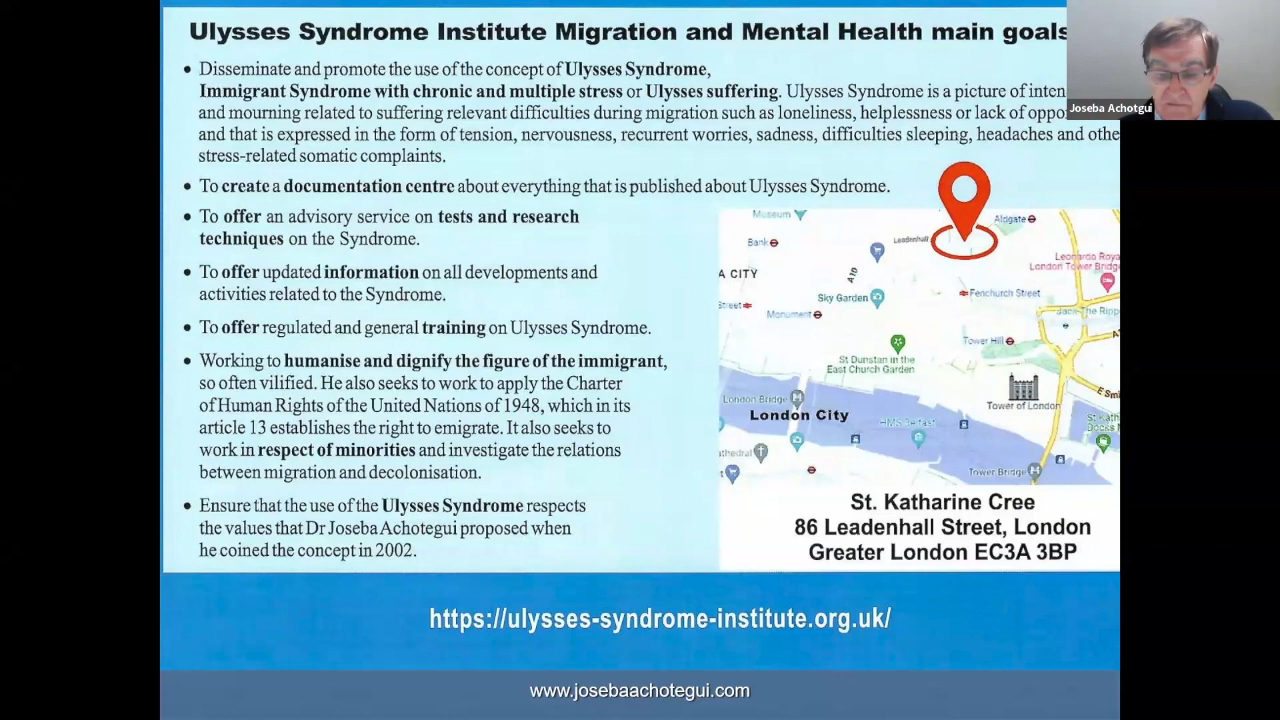 Ulysses Syndrome Institute Migration and Mental Health main goals
Joseba Achotegui
• Disseminate and promote the use of the concept of Ulysses Syndrome,
Immigrant Syndrome with chronic and multiple stress or Ulysses suffering. Ulysses Syndrome is a picture of
and mourning related to suffering relevant difficulties during migration such as loneliness, helplessness or lack of
and that is expressed in the form of tension, nervousness, recurrent worries, sadness, difficulties sleeping, headaches and
stress-related somatic complaints.
• To create a documentation centre about everything that is published about Ulysses Syndrome.
• To offer an advisory service on tests and research
techniques on the Syndrome.
• To offer updated information on all developments and
activities related to the Syndrome.
• To offer regulated and general training on Ulysses Syndrome.
• Working to humanise and dignify the figure of the immigrant,
so often vilified. He also seeks to work to apply the Charter
of Human Rights of the United Nations of 1948, which in its
article 13 establishes the right to emigrate. It also seeks to
work in respect of minorities and investigate the relations
between migration and decolonisation.
• Ensure that the use of the Ulysses Syndrome respects
the values that Dr Joseba Achotegui proposed when
he coined the concept in 2002.
Museum
Aldgate
Bank
Leadenhall
A CITY
A10
London Tower Bridge
Sky Garden
Fenchurch Street
Street
Monument
Tower Hill
St Dunstan in the
East Church Garden
London Bridge
Tower of London
London City
HMS Belfast
Tower Bridge
St. Katharine Cree
86 Leadenhall Street, London
Greater London EC3A 3BP
https://ulysses-syndrome-institute.org.uk/
www.josebaachotegui.com